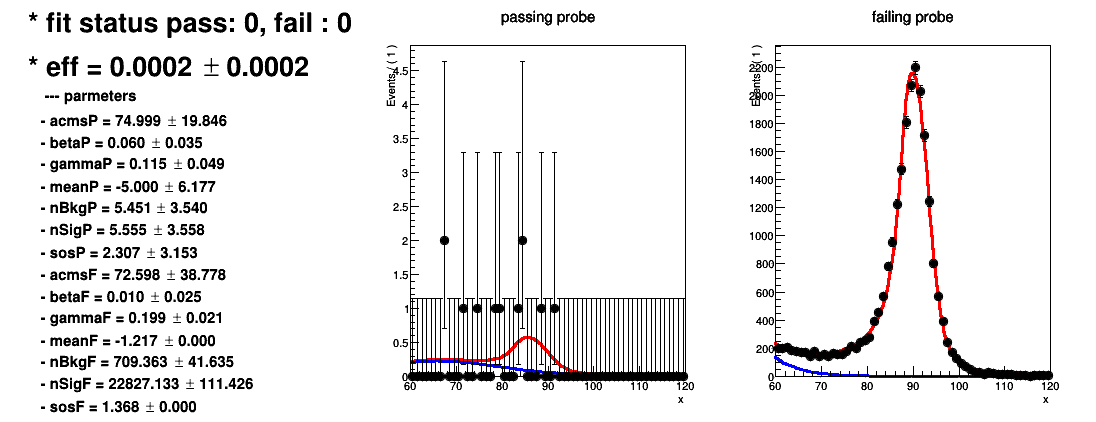 * fit status pass: 0, fail : 0
* eff = 0.0002 ± 0.0002
--- parmeters
- acmsP = 74.999 ± 19.846
- betaP = 0.060 ± 0.035
- gammaP = 0.115 ± 0.049
- meanP = -5.000 ± 6.177
- nBkgP = 5.451 ± 3.540
- nSigP = 5.555 ± 3.558
- sosP = 2.307 ± 3.153
- acmsF = 72.598 ± 38.778
- betaF = 0.010 ± 0.025
- gammaF = 0.199 ± 0.021
- meanF = -1.217 ± 0.000
- nBkgF = 709.363 ± 41.635
- nSigF = 22827.133 ± 111.426
- sosF = 1.368 ± 0.000
passing probe
Events / ( 1 )
4.5
4
3.5
3
2.5
2
1.5
1
0.5
0
60 70 80 90 100 110 120
x
failing probe
Events / ( 1 )
2200
2000
1800
1600
1400
1200
1000
800
600
400
200
0
60 70 80 90 100 110 120
x